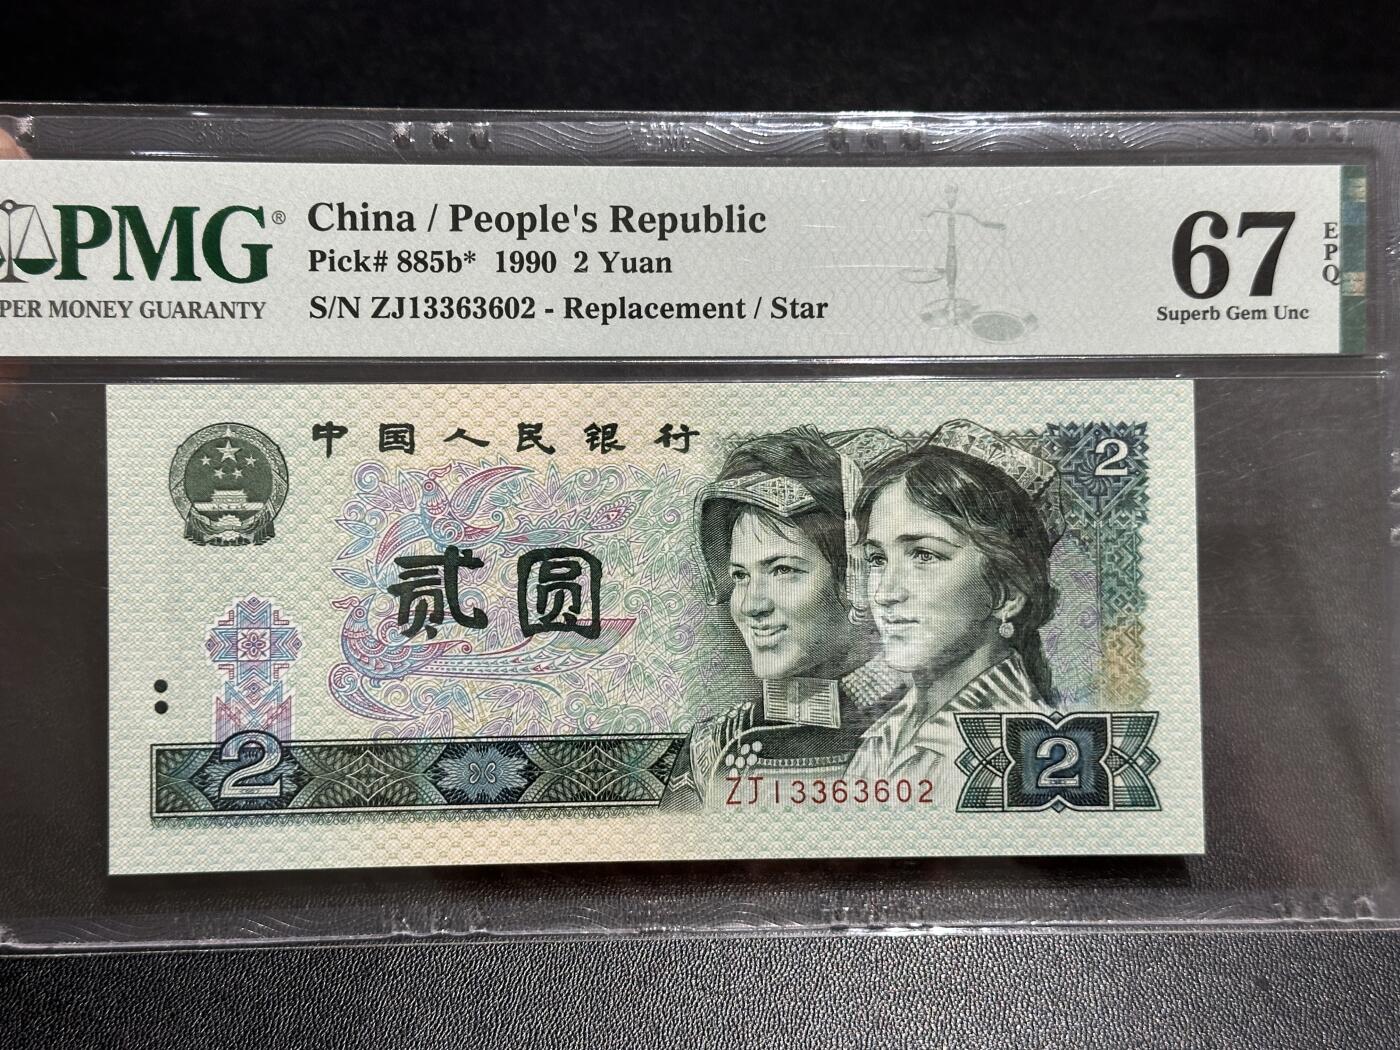 PMG®
PER MONEY GUARANTY
China / People's Republic
Pick# 885b* 1990 2 Yuan
S/N ZJ13363602 - Replacement / Star
67
EPQ
Superb Gem Unc
中国人民银行
2
贰圆
ZJ13363602
2
2